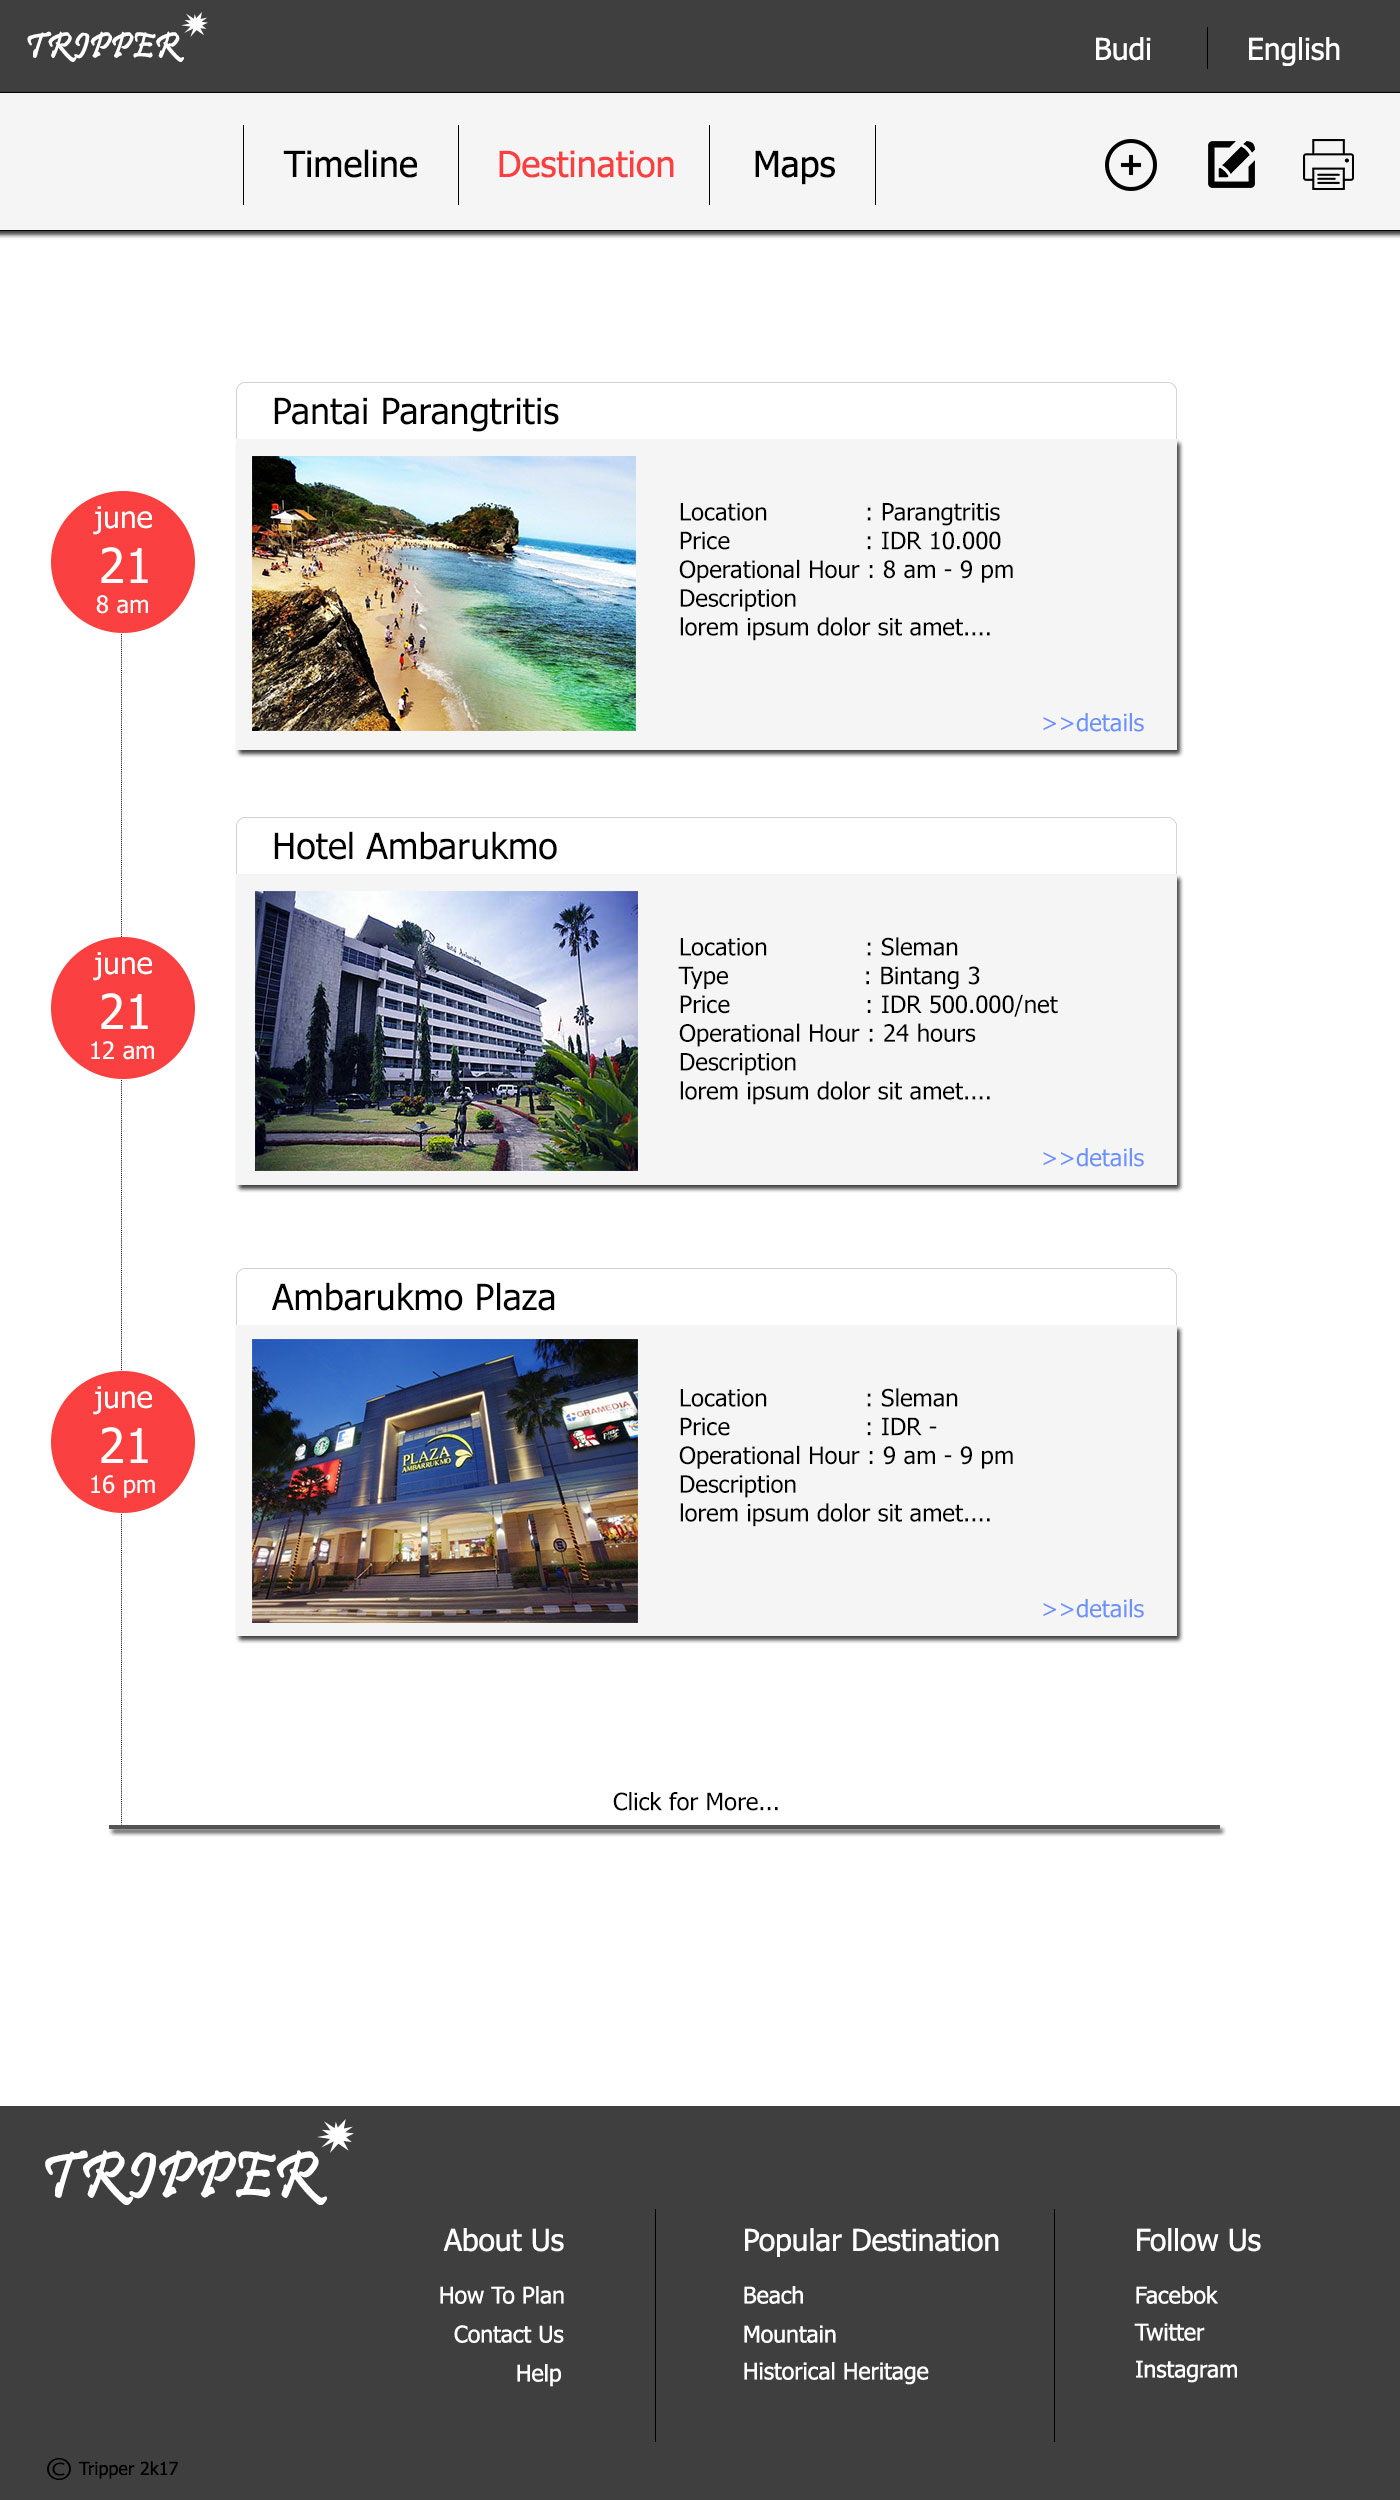 TRIPPER
Budi
English
Timeline
Destination
Maps
Pantai Parangtritis
june
21
8 am
Location : Parangtritis
Price : IDR 10.000
Operational Hour : 8 am - 9 pm
Description
lorem ipsum dolor sit amet....
>>details
Hotel Ambarukmo
june
21
12 am
Location : Sleman
Type : Bintang 3
Price : IDR 500.000/net
Operational Hour : 24 hours
Description
lorem ipsum dolor sit amet....
>>details
Ambarukmo Plaza
june
21
16 pm
GRAMEDIA
KFC
PLAZA
AMBARRUKMO
Location : Sleman
Price : IDR -
Operational Hour : 9 am - 9 pm
Description
lorem ipsum dolor sit amet....
>>details
Click for More...
TRIPPER
About Us
How To Plan
Contact Us
Help
Popular Destination
Beach
Mountain
Historical Heritage
Follow Us
Facebok
Twitter
Instagram
© Tripper 2k17